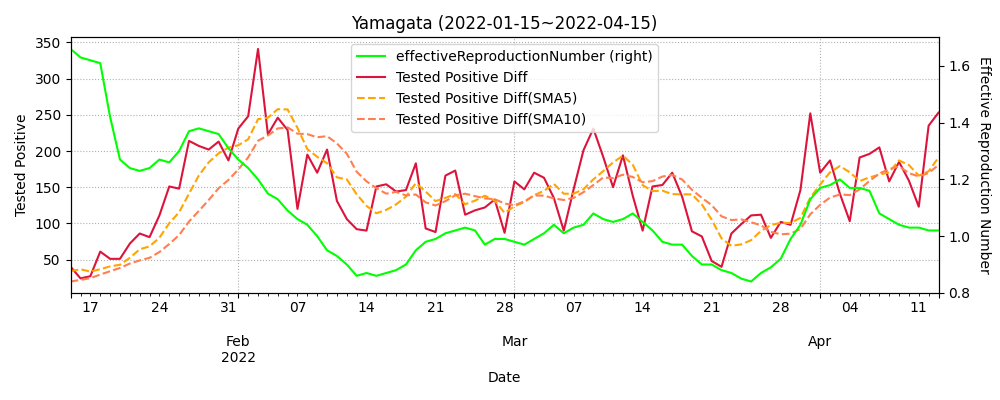 Yamagata (2022-01-15~2022-04-15)
effectiveReproductionNumber (right)
Tested Positive Diff
Tested Positive Diff(SMA5)
Tested Positive Diff(SMA10)
Tested Positive
350
300
250
200
150
100
50
1.6
1.4
1.2
1.0
0.8
Effective Reproduction Number
17 24 31 07 14 21 28 07 14 21 28 04 11
Feb Mar Apr
2022
Date